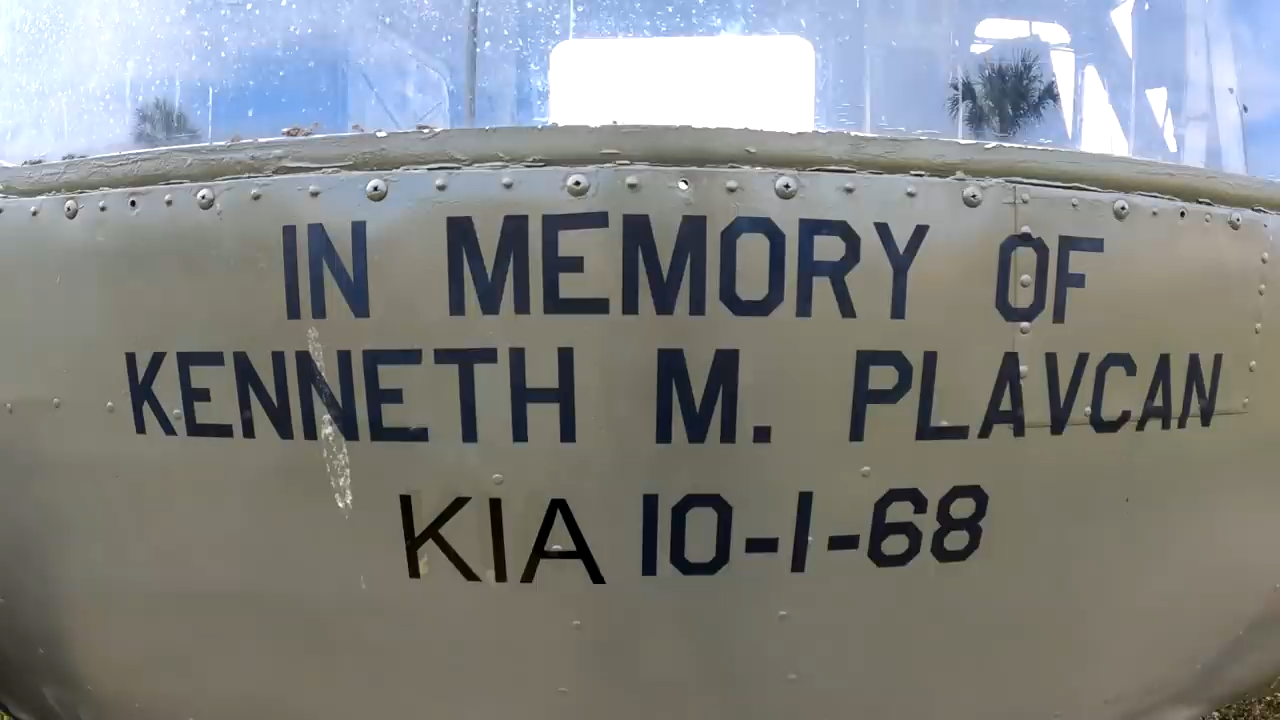 IN MEMORY OF
KENNETH M. PLAVCAN
KIA 10-1-68